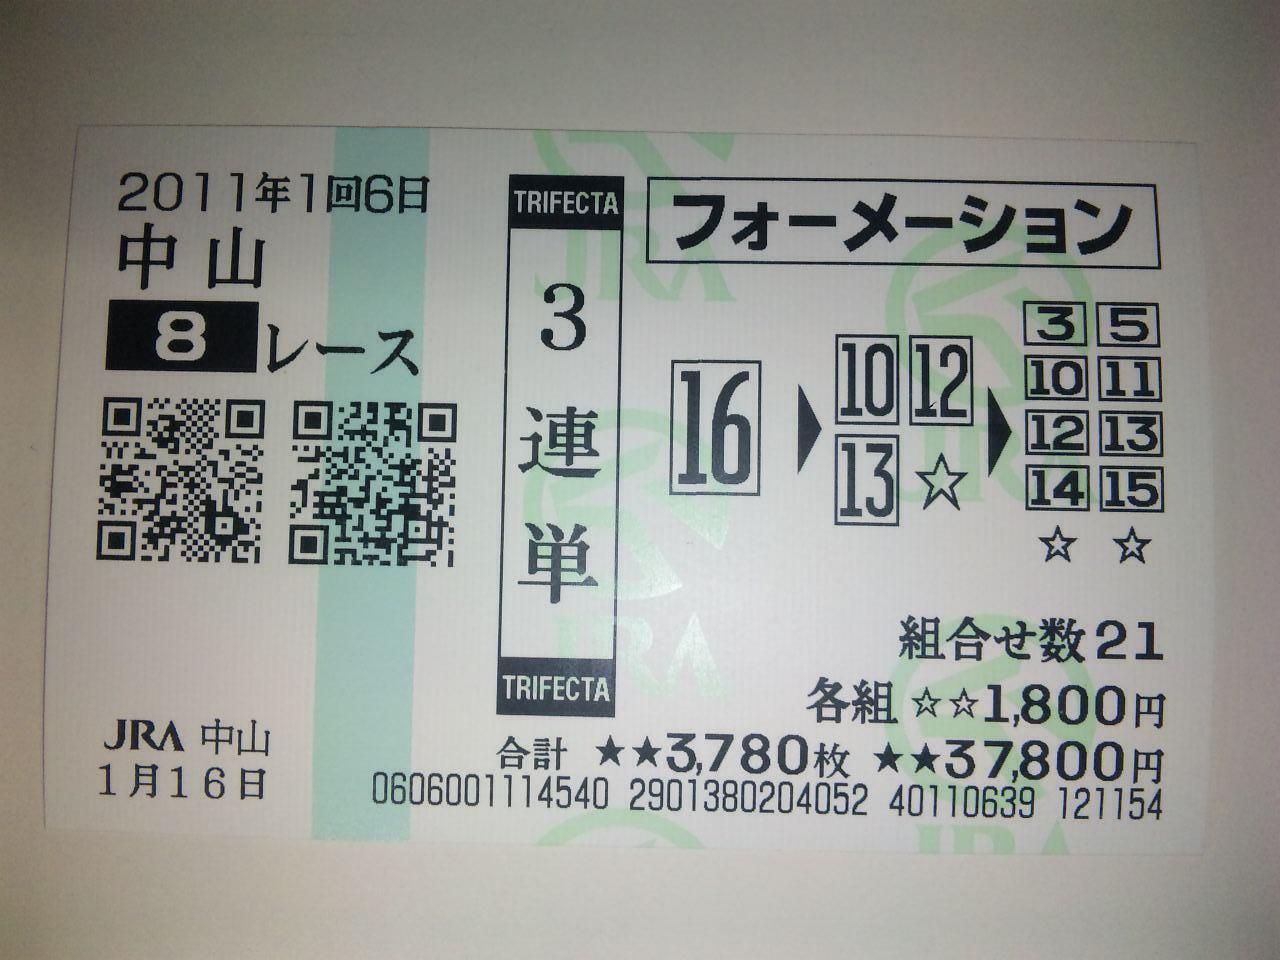 2011年1回6日
中山
8レース
JRA 中山
1月16日
TRIFECTA
3連単
TRIFECTA
フォーメーション
16 ▶ 10 12 13 ☆ ▶ 3 5 10 11 12 13 14 15 ☆ ☆
組合せ数21
各組 ☆☆1,800円
合計 ★★3,780枚 ★★37,800円
0606001114540 2901380204052 40110639 121154
JRA
JRA
JRA
JRA